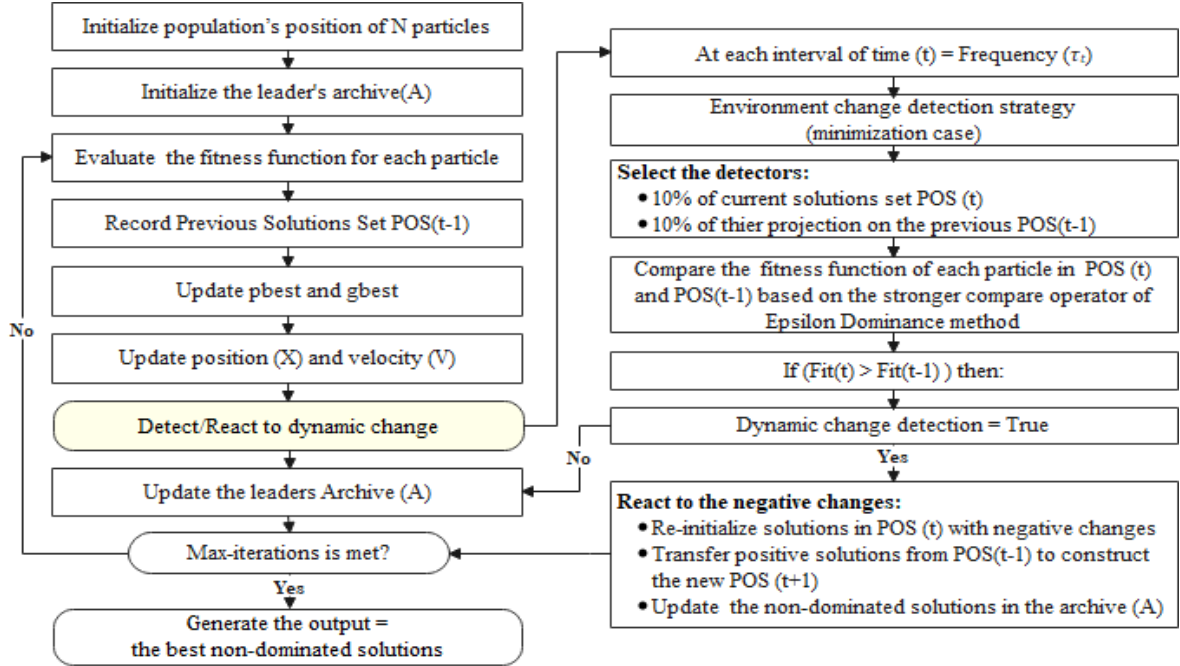 Initialize population's position of N particles
Initialize the leader's archive(A)
Evaluate the fitness function for each particle
Record Previous Solutions Set POS(t-1)
Update pbest and gbest
No
Update position (X) and velocity (V)
Detect/React to dynamic change
Update the leaders Archive (A)
Max-iterations is met?
Yes
Generate the output =
the best non-dominated solutions
At each interval of time (t) = Frequency (τt)
Environment change detection strategy
(minimization case)
Select the detectors:
• 10% of current solutions set POS (t)
• 10% of thier projection on the previous POS(t-1)
Compare the fitness function of each particle in POS (t)
and POS(t-1) based on the stronger compare operator of
Epsilon Dominance method
If (Fit(t) > Fit(t-1) ) then:
Dynamic change detection = True
No
Yes
React to the negative changes:
• Re-initialize solutions in POS (t) with negative changes
• Transfer positive solutions from POS(t-1) to construct
the new POS (t+1)
• Update the non-dominated solutions in the archive (A)